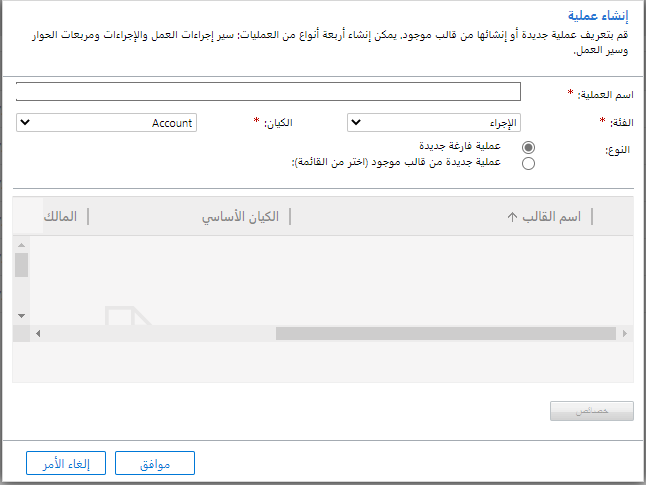 إنشاء عملية
قم بتعريف عملية جديدة أو إنشائها من قالب موجود. يمكن إنشاء أربعة أنواع من العمليات: سير إجراءات العمل والإجراءات ومربعات الحوار
وسير العمل.
اسم العملية: *
الفئة: * الإجراء الكيان: * Account
النوع: عملية فارغة جديدة
عملية جديدة من قالب موجود (اختر من القائمة):
اسم القالب ↑ الكيان الأساسي المالك
خصائص
موافق إلغاء الأمر